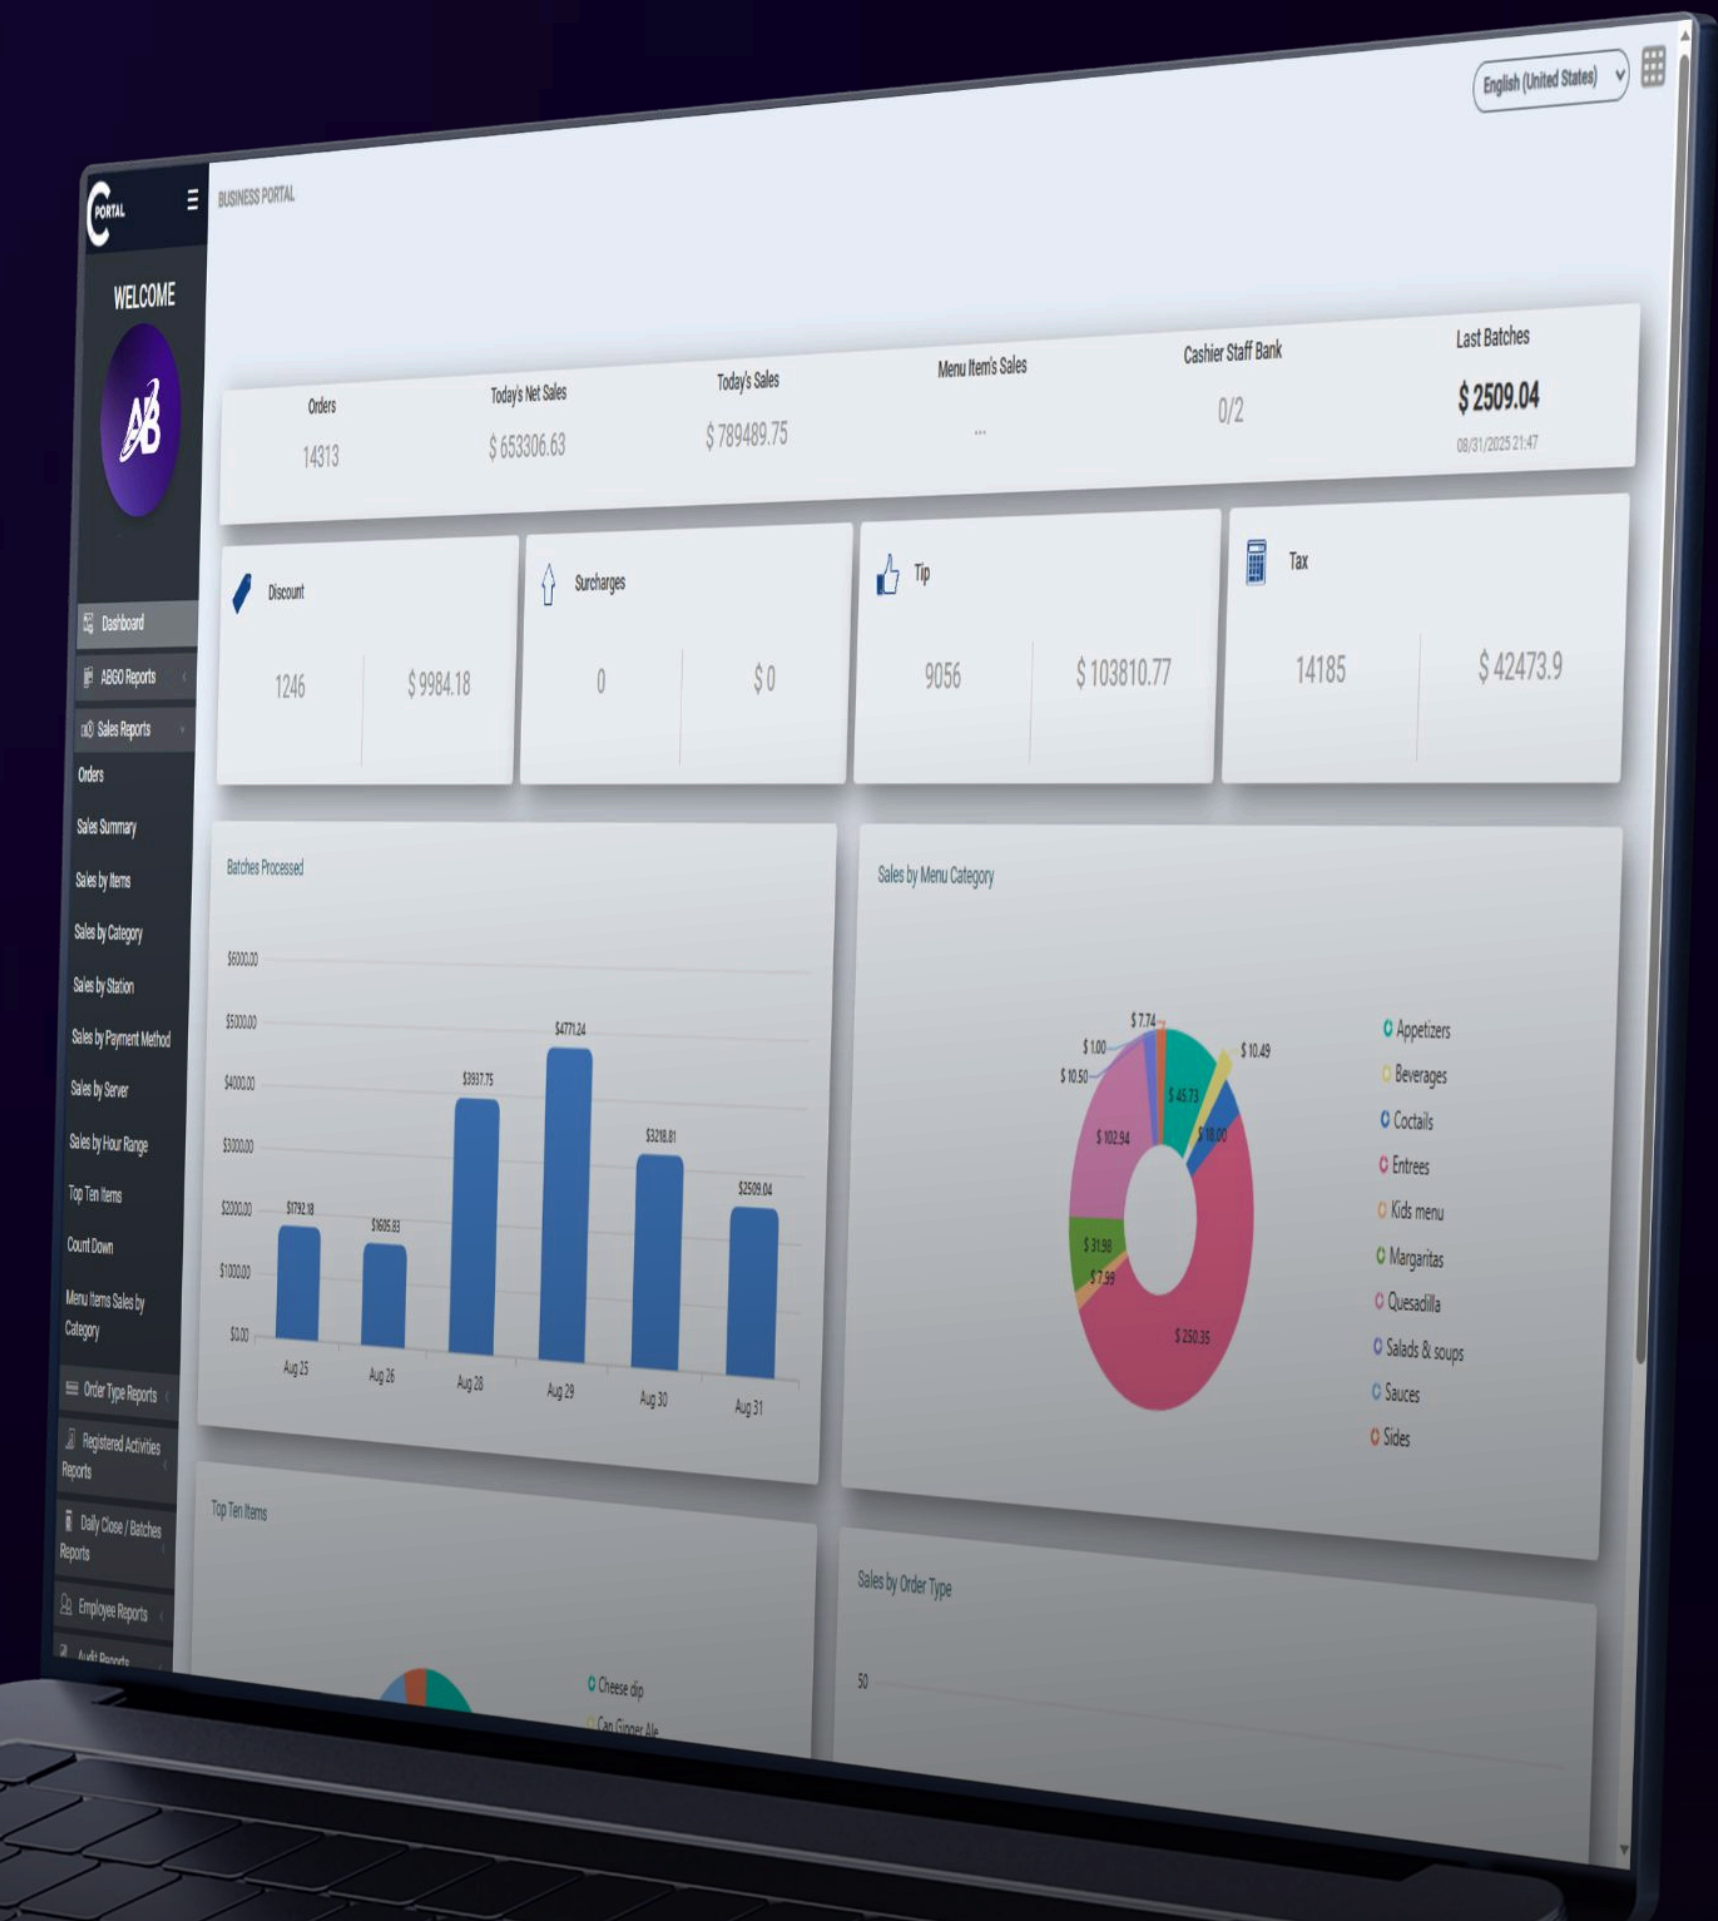 C PORTAL
BUSINESS PORTAL
English (United States)
WELCOME
AB
Dashboard
ABGO Reports
Sales Reports
Orders
Sales Summary
Sales by Items
Sales by Category
Sales by Station
Sales by Payment Method
Sales by Server
Sales by Hour Range
Top Ten Items
Count Down
Menu Items Sales by
Category
Order Type Reports
Registered Activities
Reports
Daily Close / Batches
Reports
Employee Reports
Audit Reports
Orders
14313
Today's Net Sales
$ 653306.63
Today's Sales
$ 789489.75
Menu Item's Sales
...
Cashier Staff Bank
0/2
Last Batches
$ 2509.04
08/31/2025 21:47
Discount
1246
$ 9984.18
Surcharges
0
$ 0
Tip
9056
$ 103810.77
Tax
14185
$ 42473.9
Batches Processed
$6000.00
$5000.00
$4000.00
$3000.00
$2000.00
$1000.00
$0.00
$1792.18
$1605.83
$3937.75
$4771.24
$3218.81
$2509.04
Aug 25
Aug 26
Aug 28
Aug 29
Aug 30
Aug 31
Sales by Menu Category
$ 7.74
$ 1.00
$ 10.50
$ 10.49
$ 45.73
$ 18.00
$ 102.94
$ 31.98
$ 7.99
$ 250.35
Appetizers
Beverages
Coctails
Entrees
Kids menu
Margaritas
Quesadilla
Salads & soups
Sauces
Sides
Top Ten Items
Cheese dip
Can Ginger Ale
Sales by Order Type
50